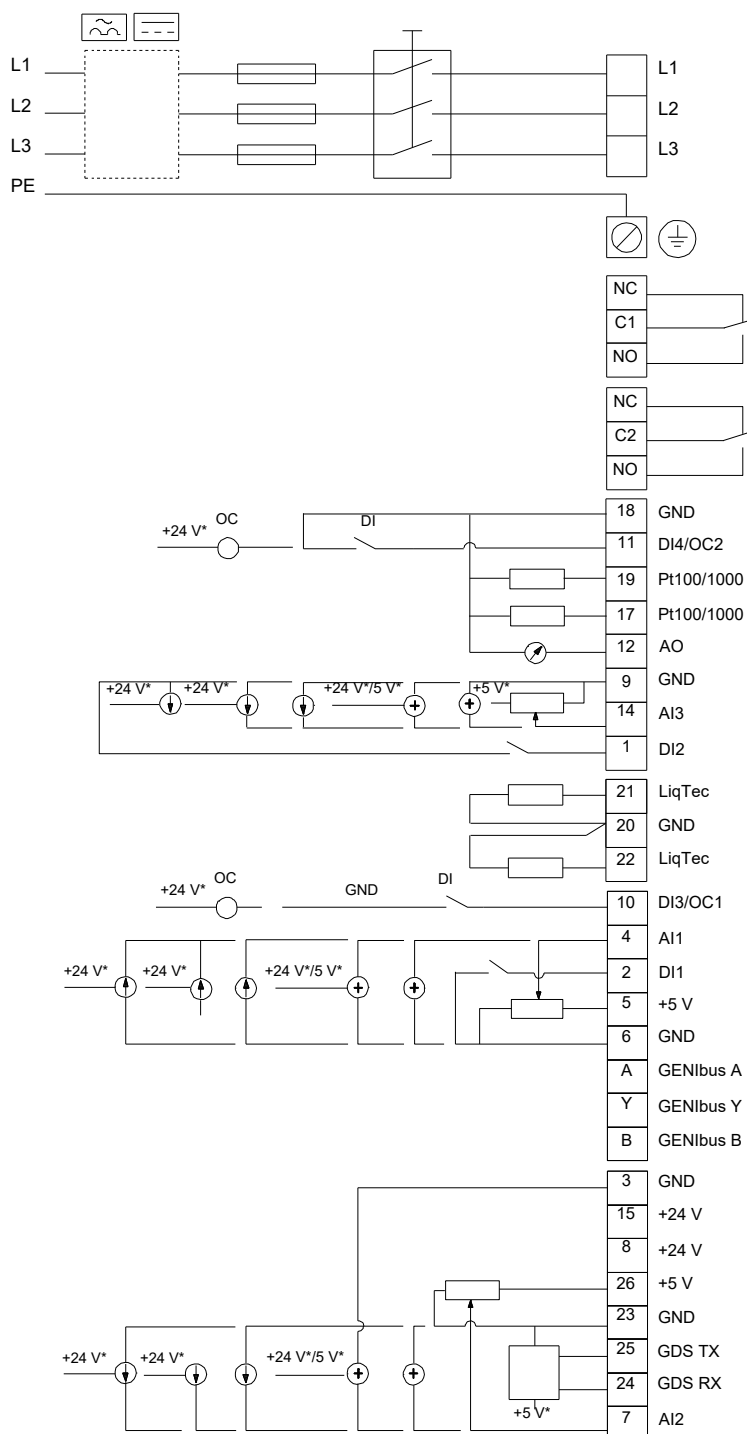 L1 L1
L2 L2
L3 L3
PE
NC
C1
NO
NC
C2
NO
18 GND
+24 V* OC DI 11 DI4/OC2
19 Pt100/1000
17 Pt100/1000
12 AO
9 GND
+24 V* +24 V* +24 V*/5 V* +5 V*
14 AI3
1 DI2
21 LiqTec
20 GND
22 LiqTec
+24 V* OC GND DI 10 DI3/OC1
4 AI1
+24 V* +24 V* +24 V*/5 V* 2 DI1
5 +5 V
6 GND
A GENIbus A
Y GENIbus Y
B GENIbus B
3 GND
15 +24 V
8 +24 V
26 +5 V
23 GND
+24 V* +24 V* +24 V*/5 V* 25 GDS TX
24 GDS RX
+5 V* 7 AI2